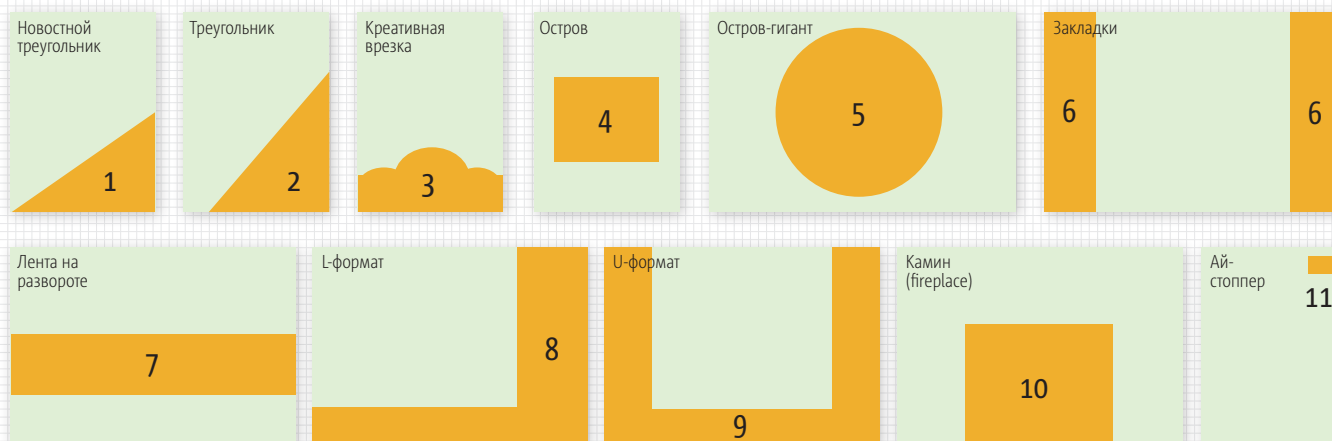 Новостной
треугольник
1
Треугольник
2
Креативная
врезка
3
Остров
4
Остров-гигант
5
Закладки
6
6
Лента на
развороте
7
L-формат
8
U-формат
9
Камин
(fireplace)
10
Ай-
стоппер
11